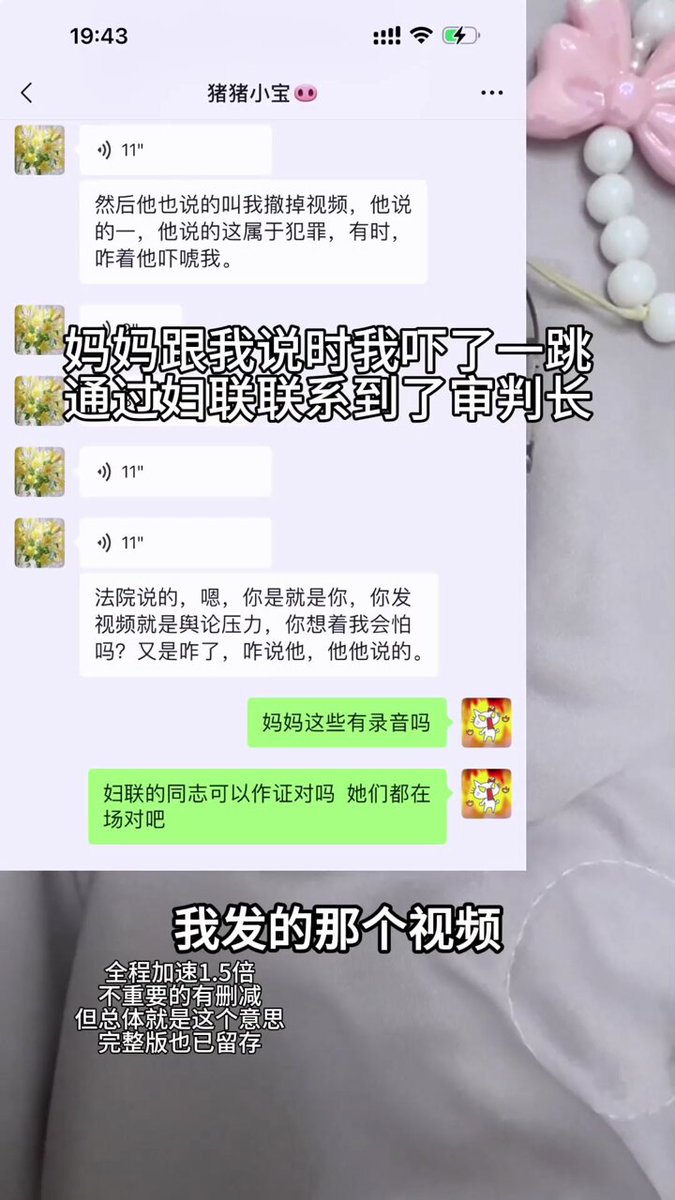 19:43
猪猪小宝🐽
11"
然后他也说的叫我撤掉视频，他说
的一，他说的这属于犯罪，有时，
咋着他吓唬我。
妈妈跟我说时我吓了一跳
通过妇联联系到了审判长
11"
11"
法院说的，嗯，你是就是你，你发
视频就是舆论压力，你想着我会怕
吗？又是咋了，咋说他，他他说的。
妈妈这些有录音吗
妇联的同志可以作证对吗 她们都在
场对吧
我发的那个视频
全程加速1.5倍
不重要的有删减
但总体就是这个意思
完整版也已留存